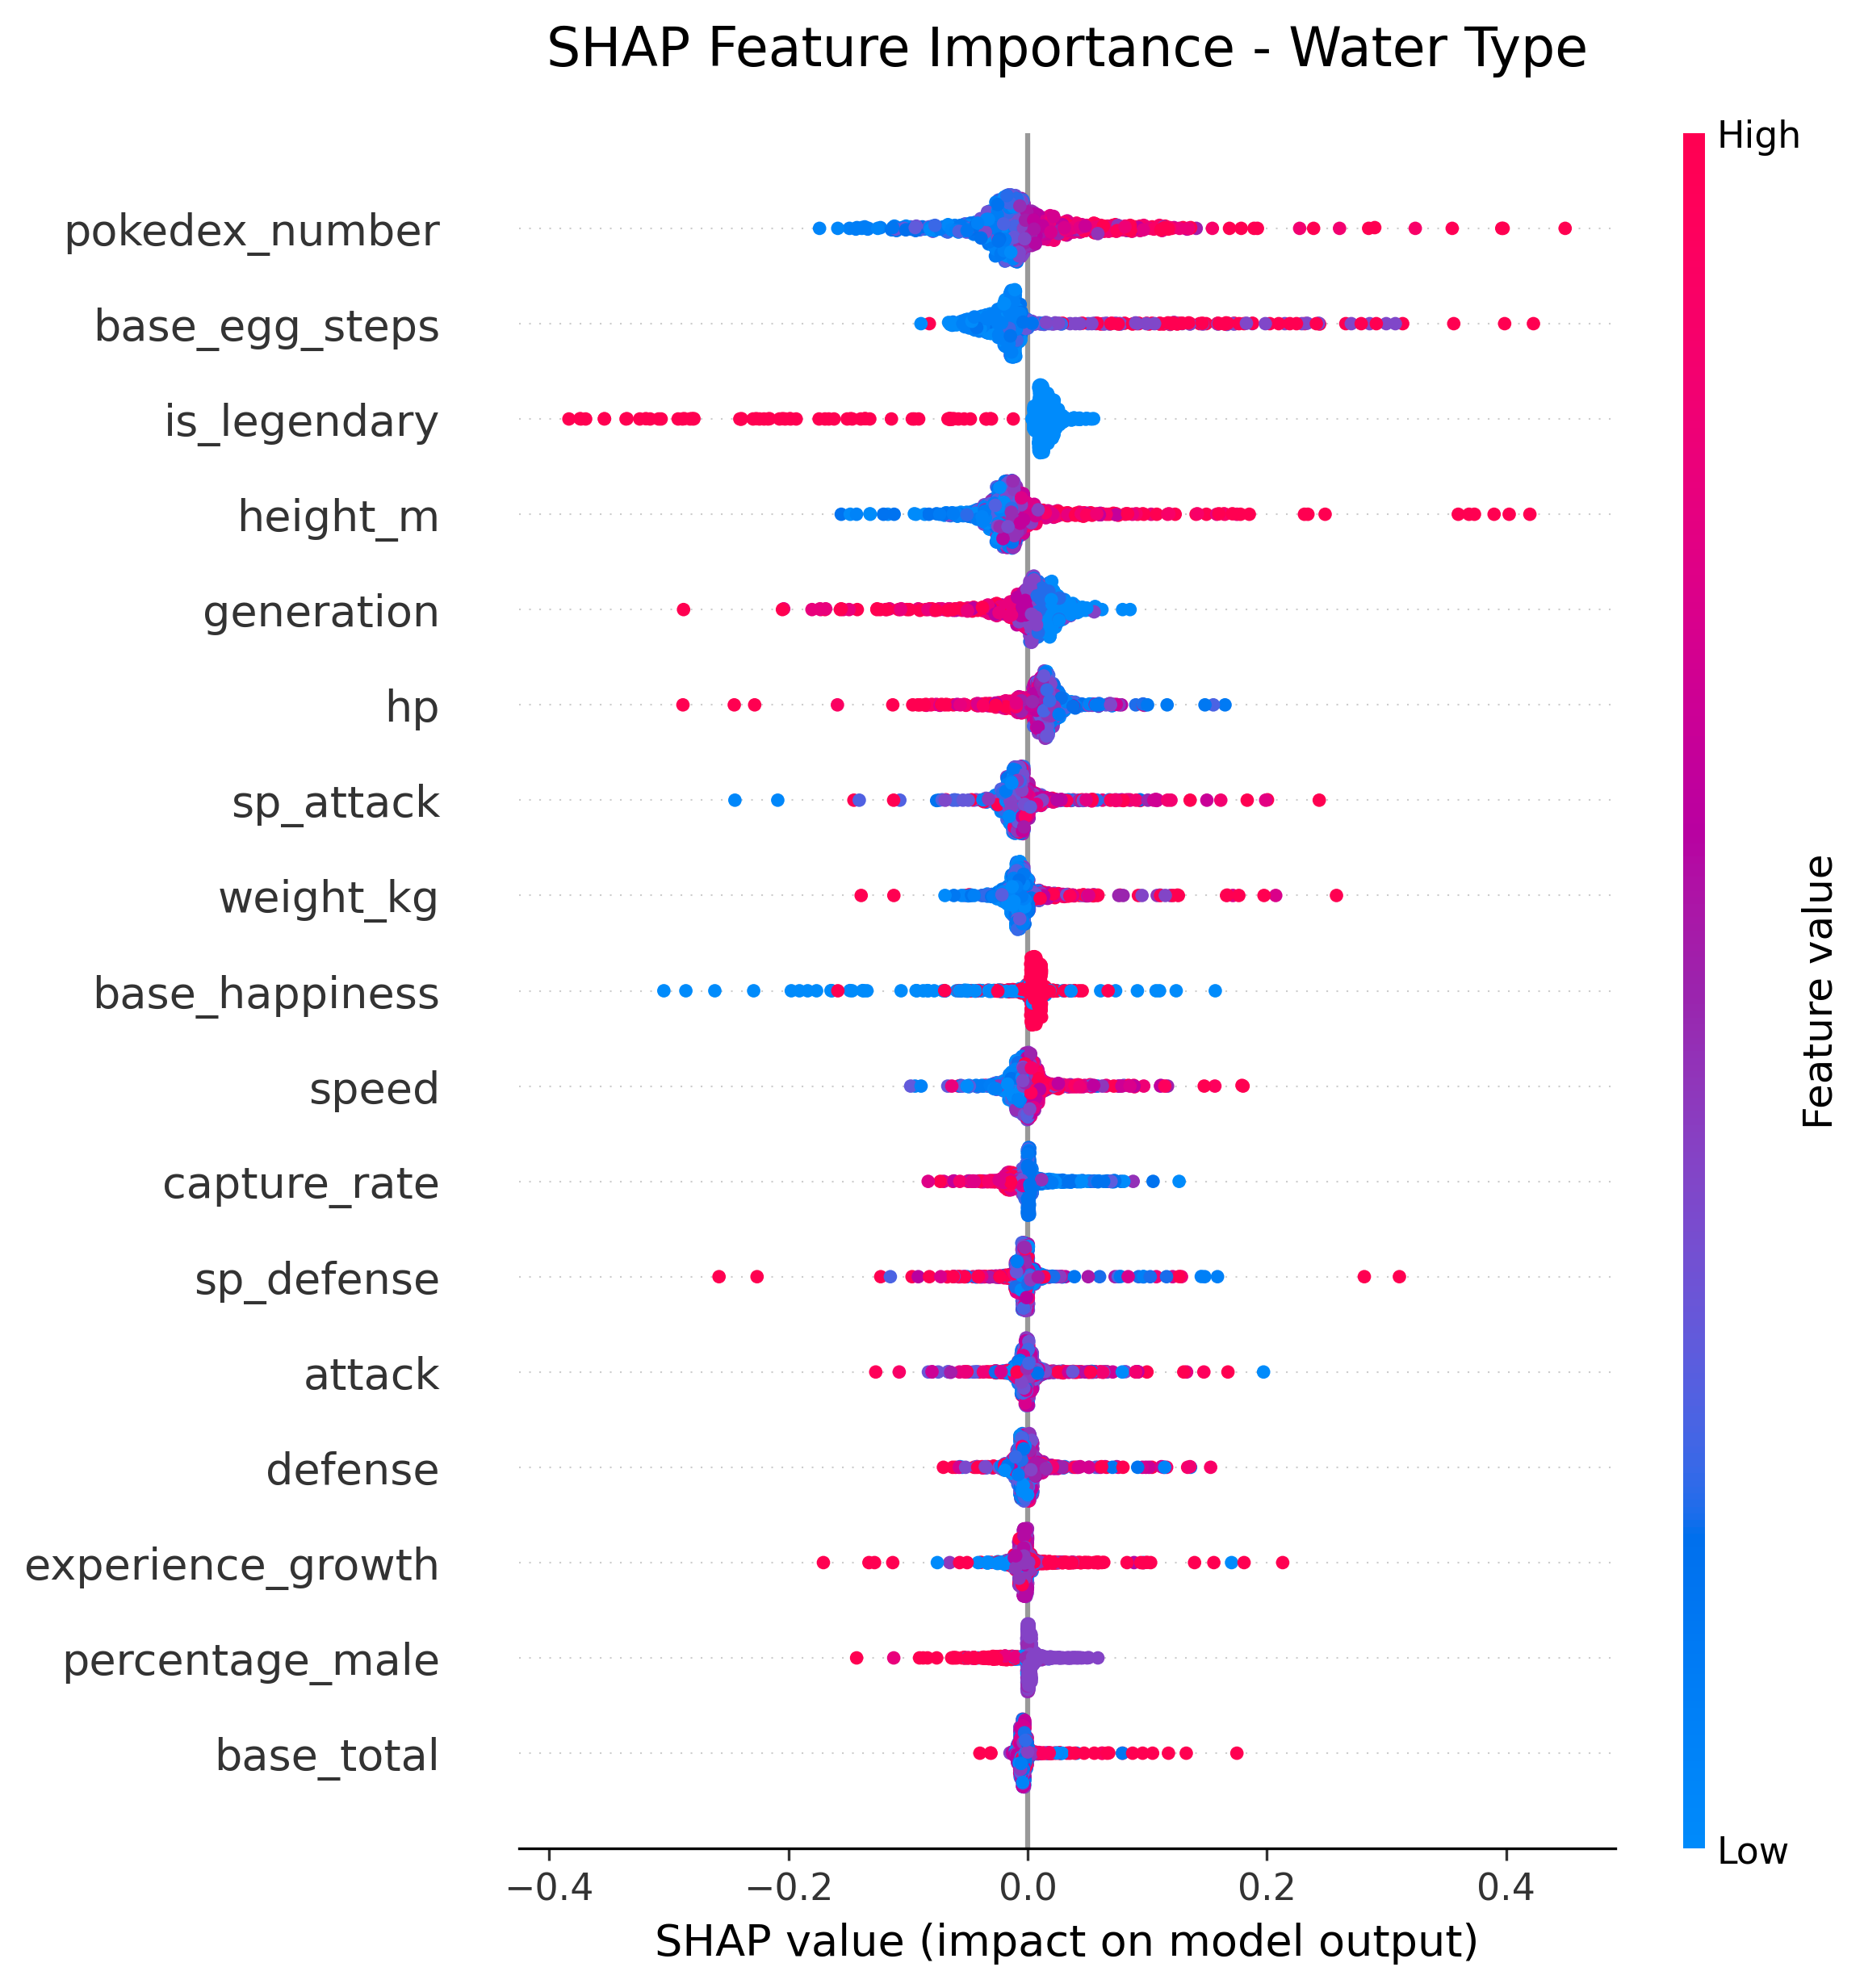 SHAP Feature Importance - Water Type
High
pokedex_number
base_egg_steps
is_legendary
height_m
generation
hp
sp_attack
weight_kg
base_happiness
speed
capture_rate
sp_defense
attack
defense
experience_growth
percentage_male
base_total
Feature value
Low
−0.4 −0.2 0.0 0.2 0.4
SHAP value (impact on model output)